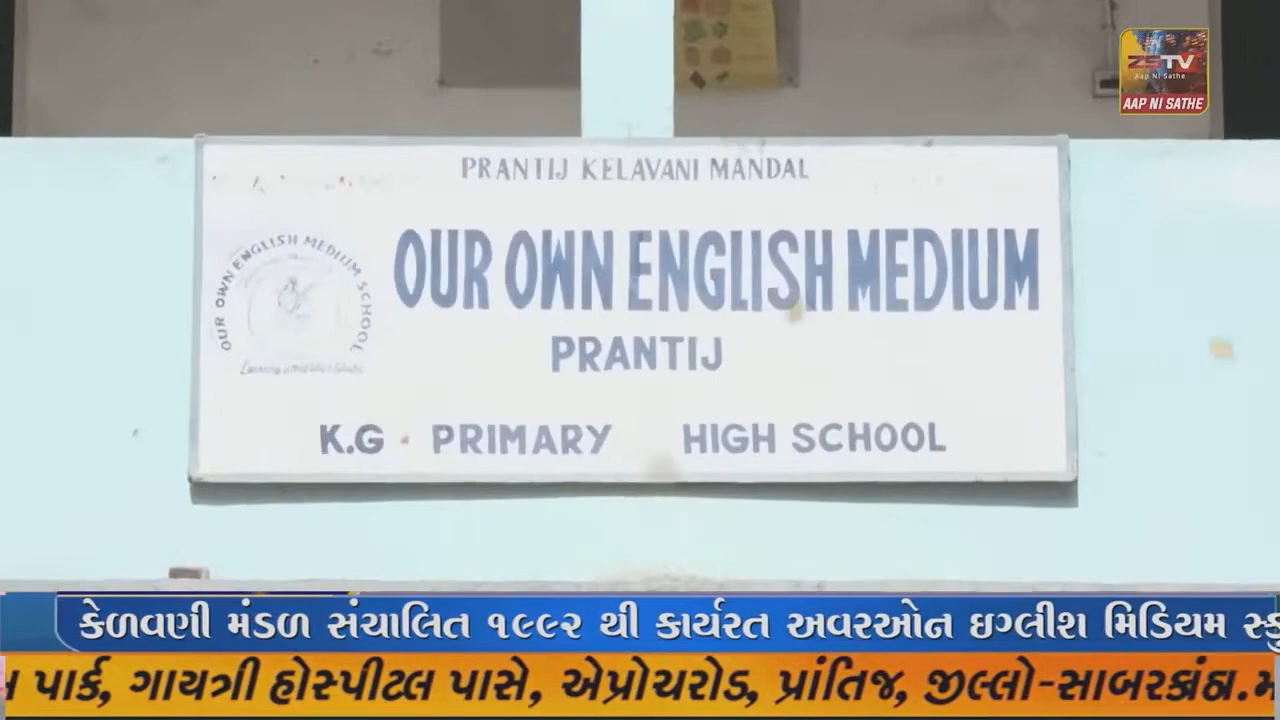 ZSTV
Aap Ni Sathe
AAP NI SATHE
PRANTIJ KELAVANI MANDAL
OUR OWN ENGLISH MEDIUM SCHOOL
OUR OWN ENGLISH MEDIUM
PRANTIJ
K.G PRIMARY HIGH SCHOOL
કેળવણી મંડળ સંચાલિત ૧૯૯૨ થી કાર્યરત અવરઓન ઇગ્લીશ મિડિયમ
પાર્ક, ગાયત્રી હોસ્પીટલ પાસે, એપ્રોચરોડ, પ્રાંતિજ, જીલ્લો-સાબરકાંઠા.